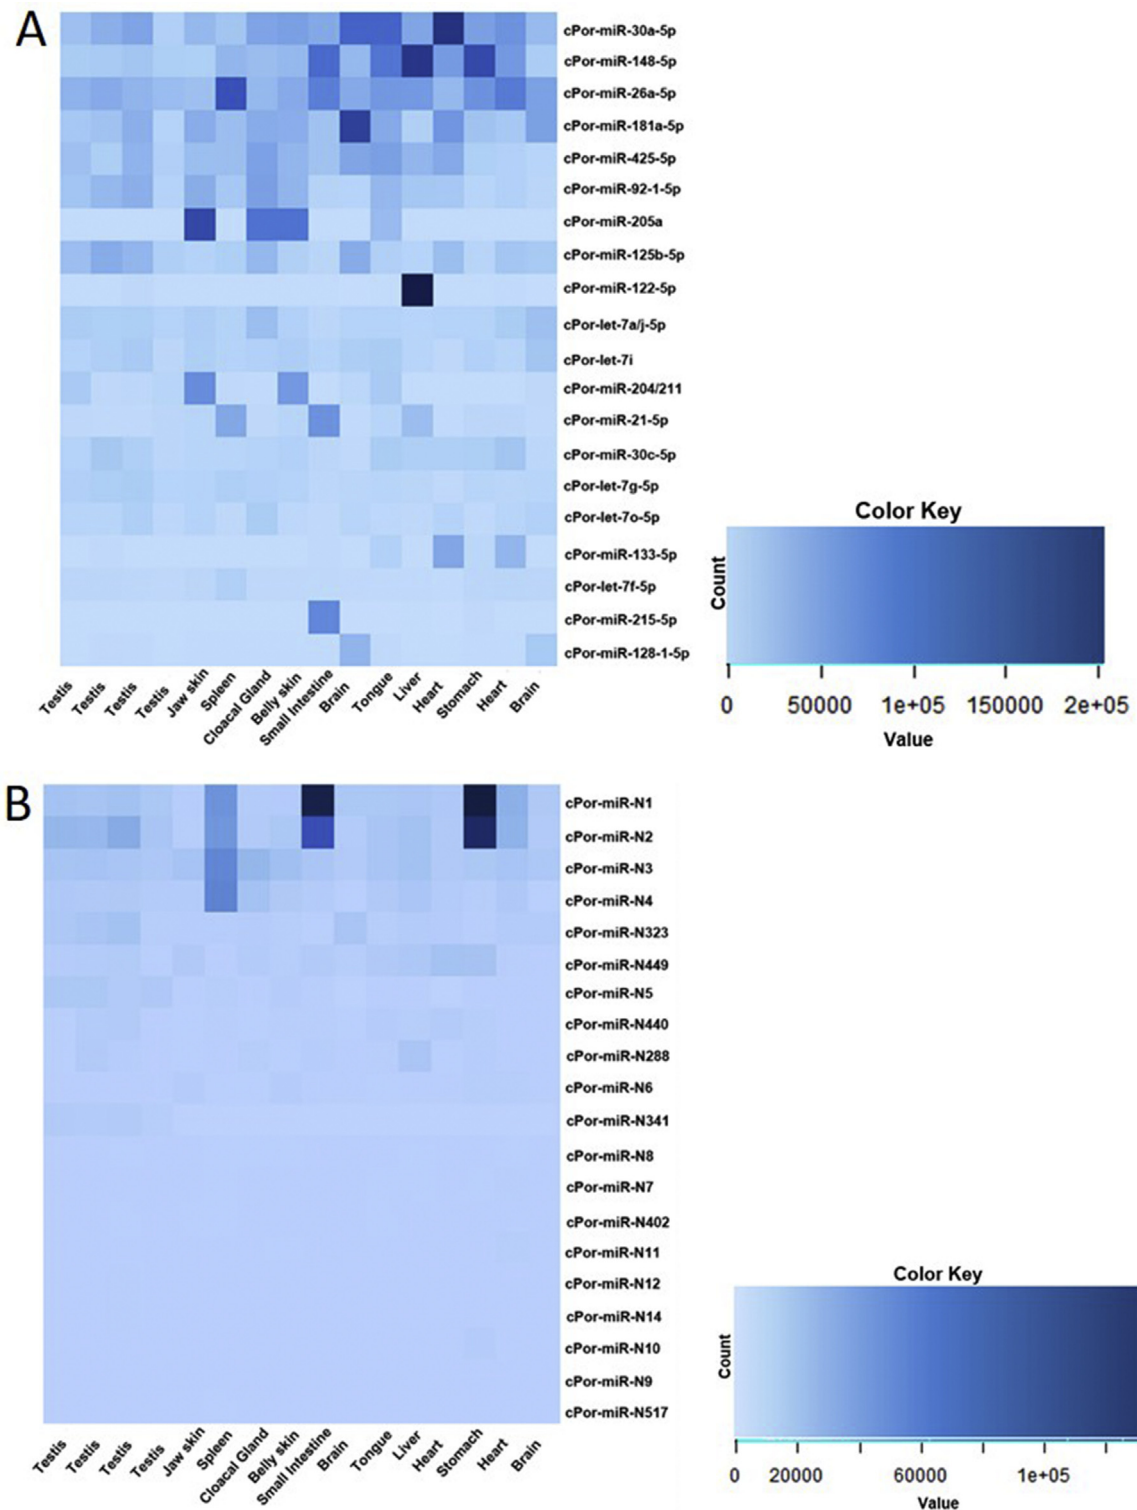 A
cPor-miR-30a-5p
cPor-miR-148-5p
cPor-miR-26a-5p
cPor-miR-181a-5p
cPor-miR-425-5p
cPor-miR-92-1-5p
cPor-miR-205a
cPor-miR-125b-5p
cPor-miR-122-5p
cPor-let-7a/j-5p
cPor-let-7i
cPor-miR-204/211
cPor-miR-21-5p
cPor-miR-30c-5p
cPor-let-7g-5p
cPor-let-7o-5p
cPor-miR-133-5p
cPor-let-7f-5p
cPor-miR-215-5p
cPor-miR-128-1-5p
Testis
Testis
Testis
Testis
Jaw skin
Spleen
Cloacal Gland
Belly skin
Small Intestine
Brain
Tongue
Liver
Heart
Stomach
Heart
Brain
Color Key
Count
0 50000 1e+05 150000 2e+05
Value
B
cPor-miR-N1
cPor-miR-N2
cPor-miR-N3
cPor-miR-N4
cPor-miR-N323
cPor-miR-N449
cPor-miR-N5
cPor-miR-N440
cPor-miR-N288
cPor-miR-N6
cPor-miR-N341
cPor-miR-N8
cPor-miR-N7
cPor-miR-N402
cPor-miR-N11
cPor-miR-N12
cPor-miR-N14
cPor-miR-N10
cPor-miR-N9
cPor-miR-N517
Testis
Testis
Testis
Testis
Jaw skin
Spleen
Cloacal Gland
Belly skin
Small Intestine
Brain
Tongue
Liver
Heart
Stomach
Heart
Brain
Color Key
Count
0 20000 60000 1e+05
Value